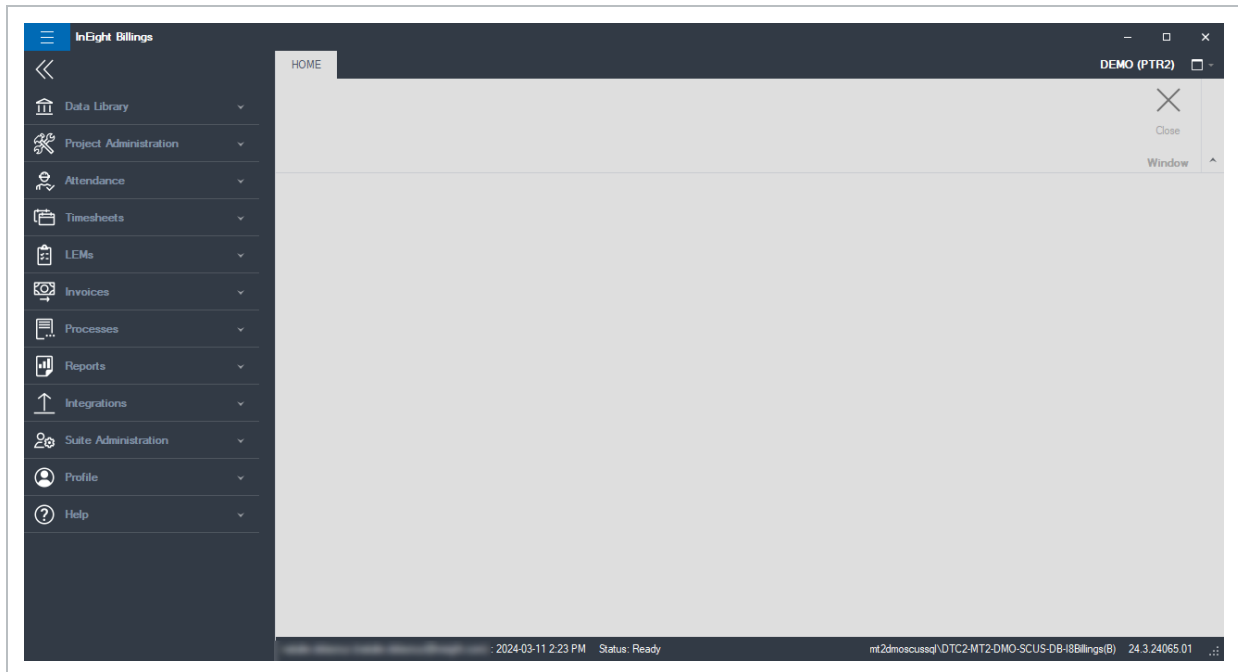 InEight Billings
HOME
DEMO (PTR2)
Data Library
Project Administration
Attendance
Timesheets
LEMs
Invoices
Processes
Reports
Integrations
Suite Administration
Profile
Help
Close
Window
: 2024-03-11 2:23 PM Status: Ready
mt2dmoscussql\DTC2-MT2-DMO-SCUS-DB-I8Billings(B) 24.3.24065.01